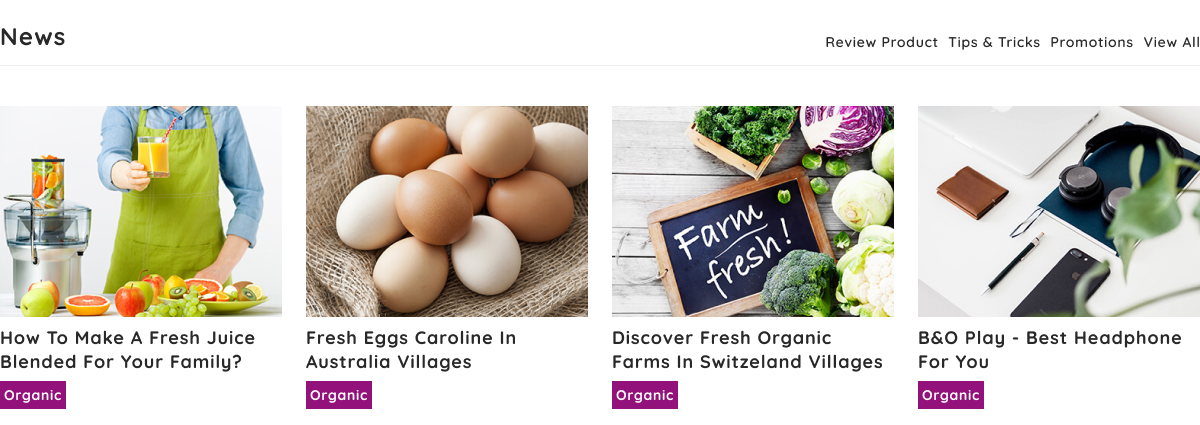 News
Review Product Tips & Tricks Promotions View All
Farm
fresh!
How To Make A Fresh Juice
Blended For Your Family?
Organic
Fresh Eggs Caroline In
Australia Villages
Organic
Discover Fresh Organic
Farms In Switzeland Villages
Organic
B&O Play - Best Headphone
For You
Organic